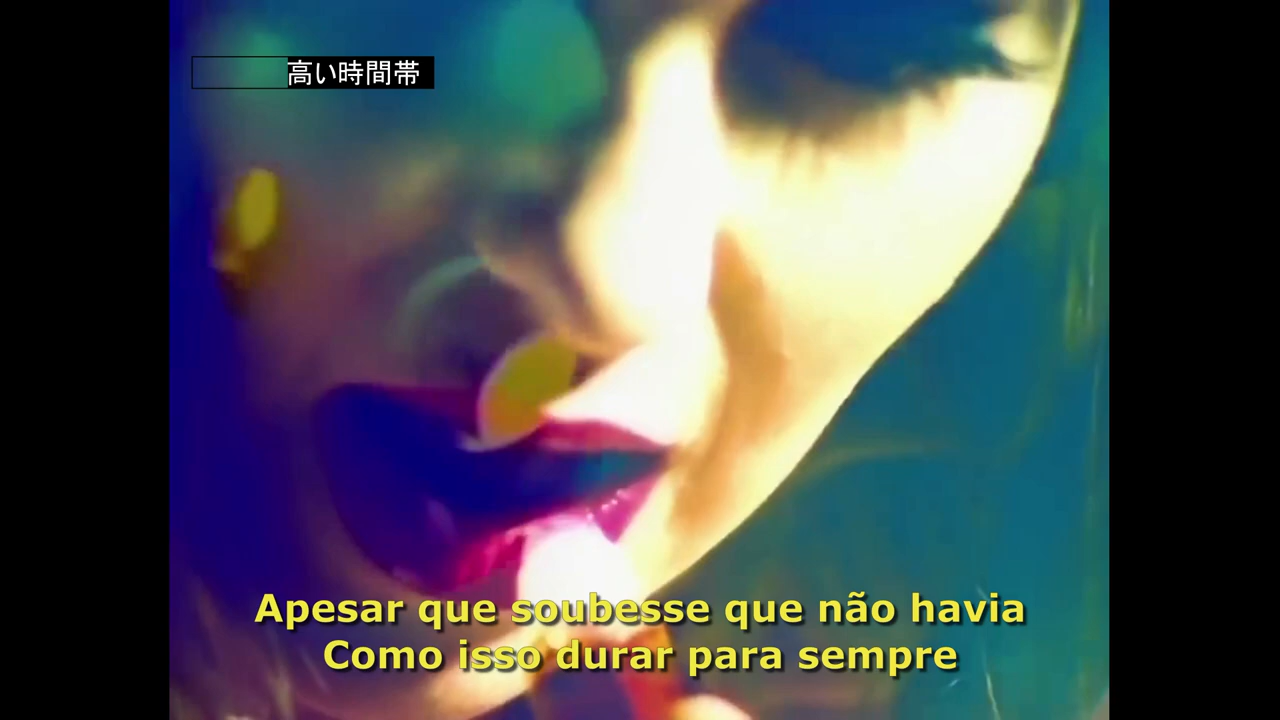 高い時間帯
Apesar que soubesse que não havia
Como isso durar para sempre